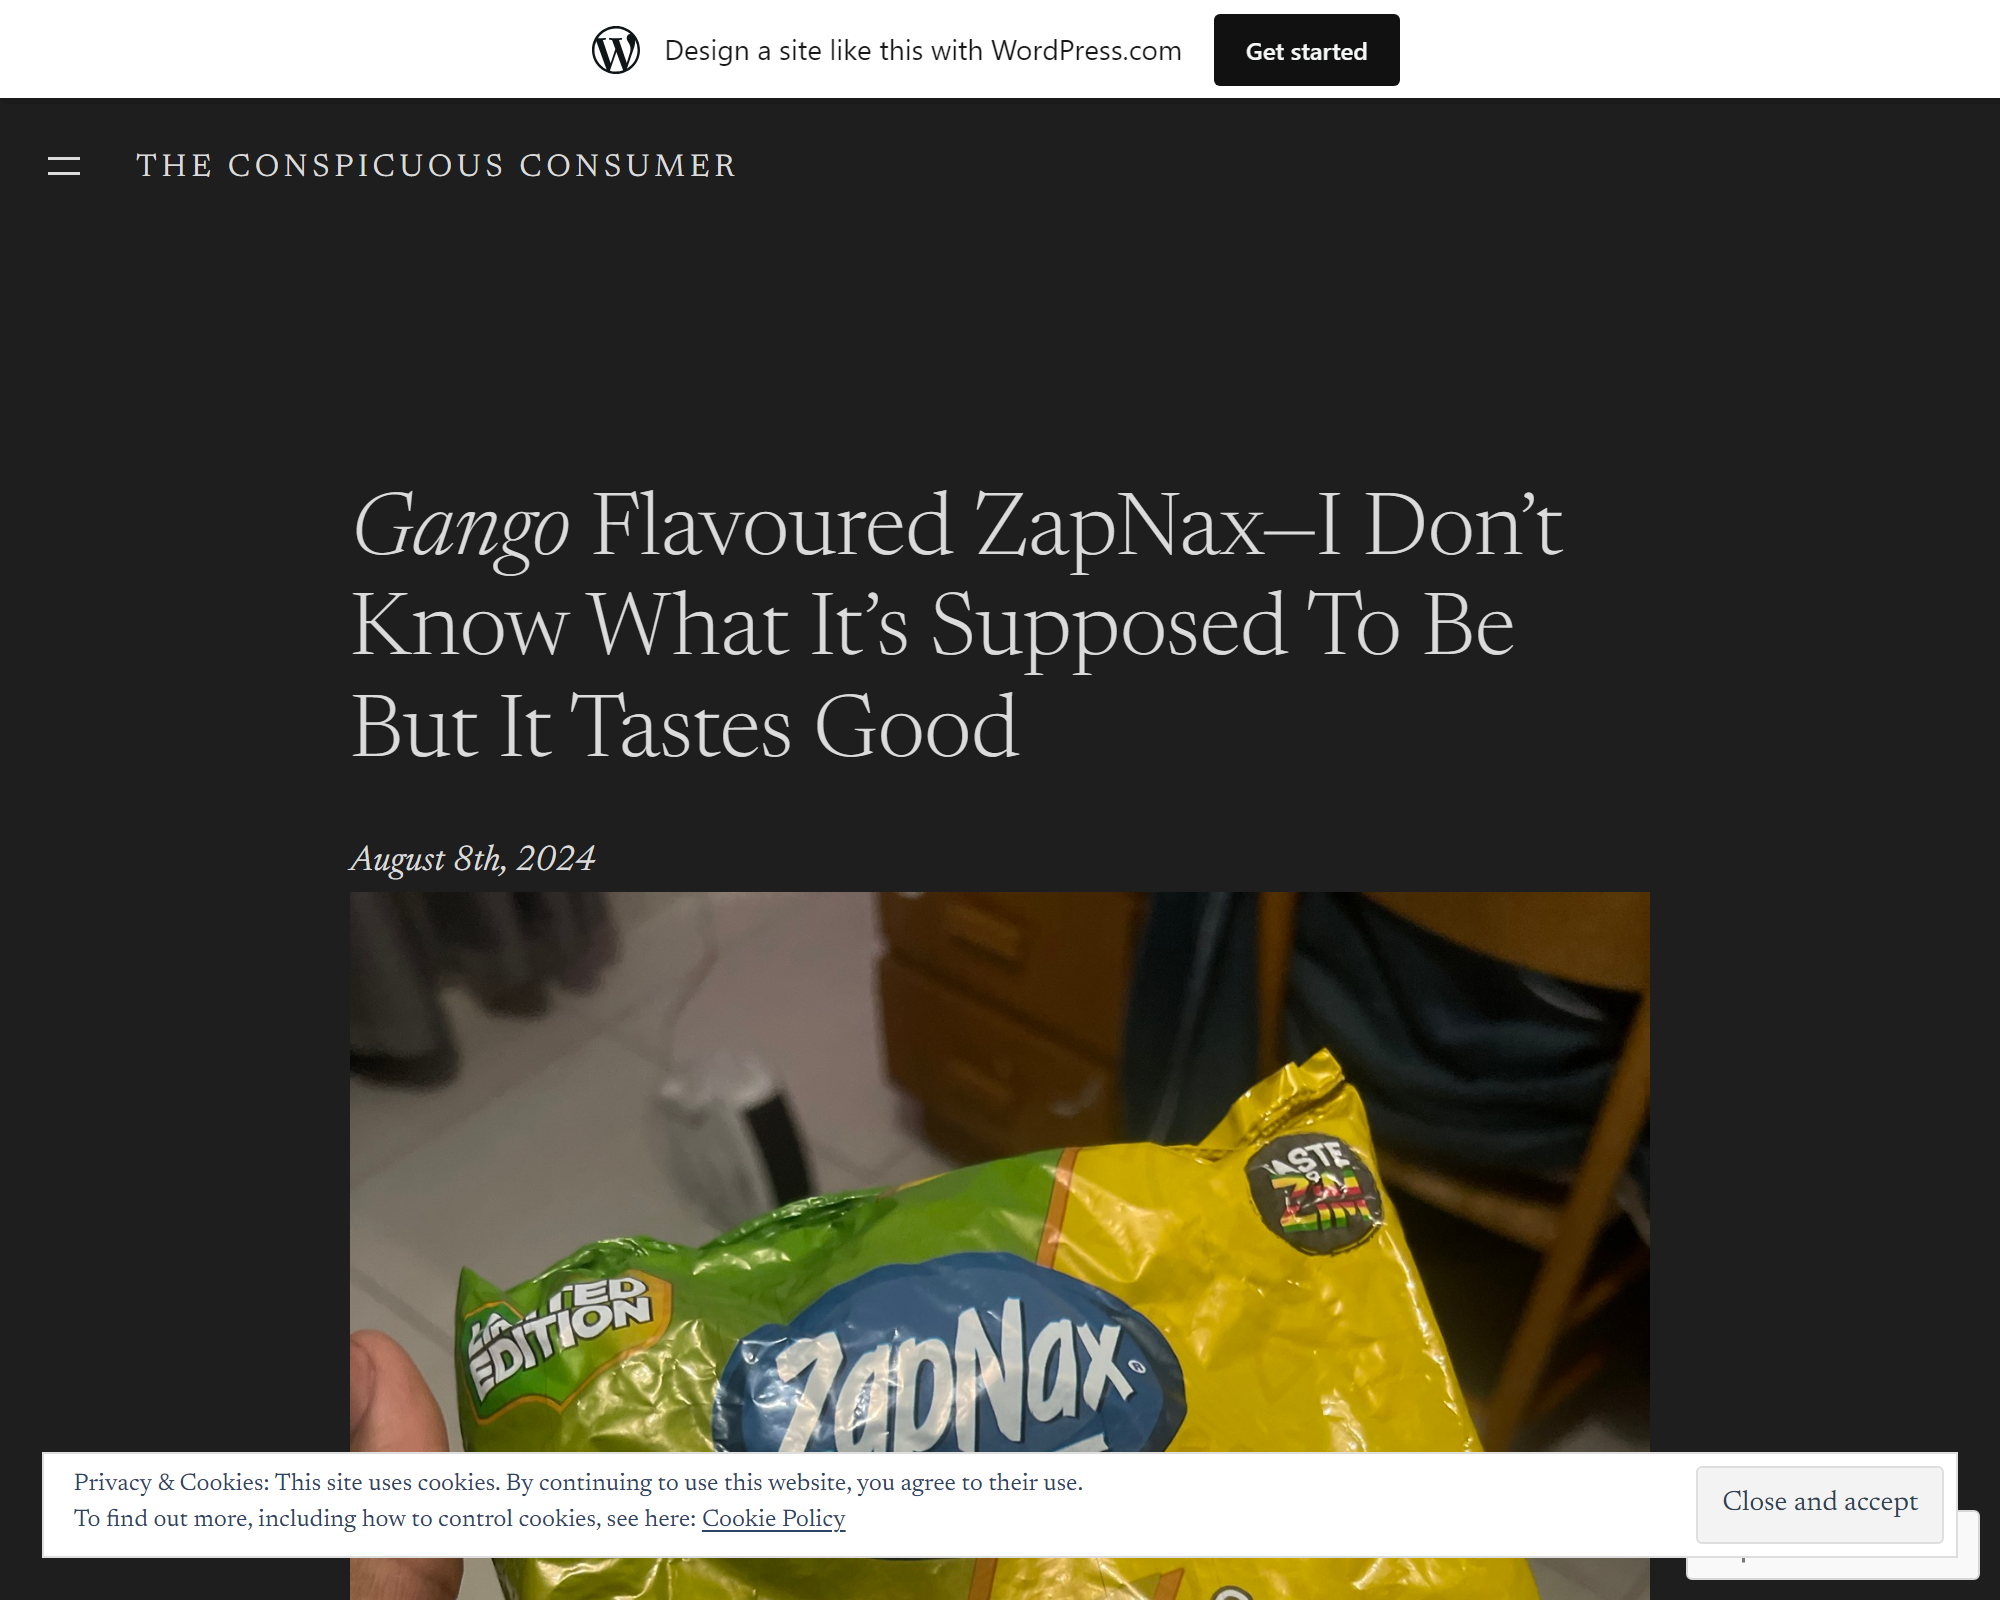 Design a site like this with WordPress.com
Get started
THE CONSPICUOUS CONSUMER
Gango Flavoured ZapNax—I Don’t
Know What It’s Supposed To Be
But It Tastes Good
August 8th, 2024
TASTE
ZIM
EDITION
ZapNax®
Privacy & Cookies: This site uses cookies. By continuing to use this website, you agree to their use.
To find out more, including how to control cookies, see here: Cookie Policy
Close and accept